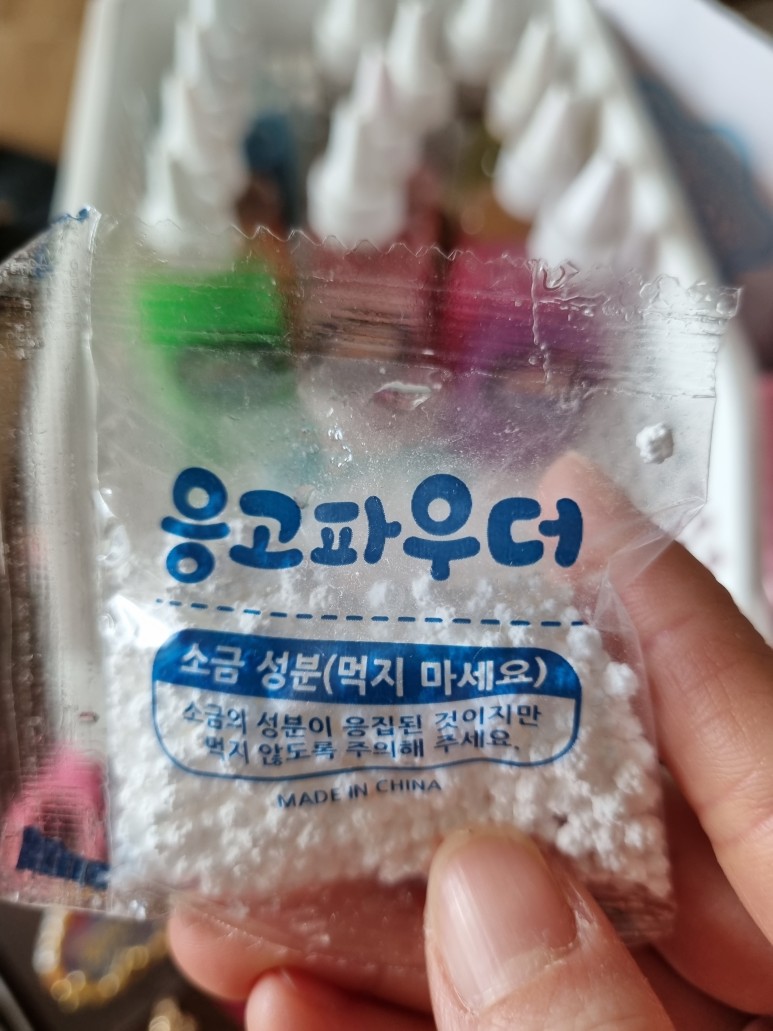 응고파우더
소금 성분(먹지 마세요)
소금의 성분이 응집된 것이지만
먹지 않도록 주의해 주세요.
MADE IN CHINA